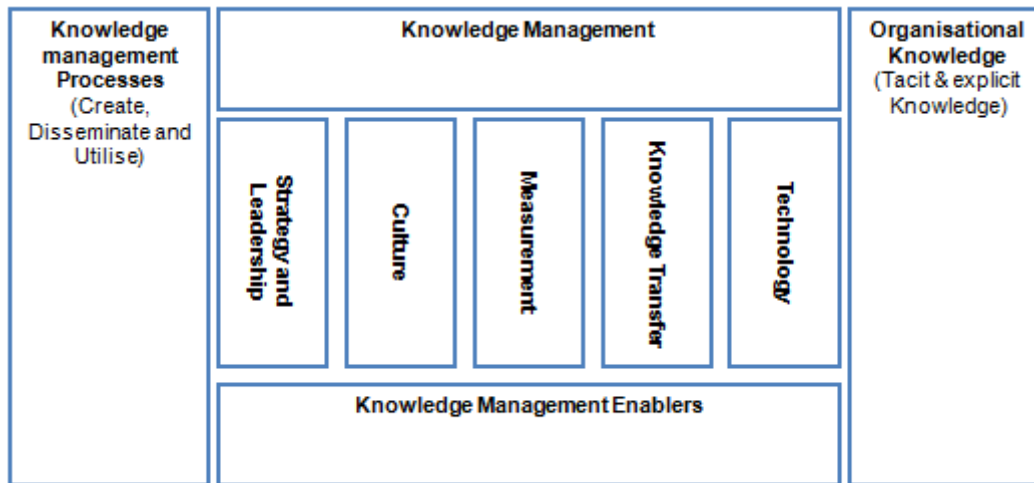 Knowledge
management
Processes
(Create,
Disseminate and
Utilise)
Knowledge Management
Strategy and
Leadership
Culture
Measurement
Knowledge Transfer
Technology
Knowledge Management Enablers
Organisational
Knowledge
(Tacit & explicit
Knowledge)